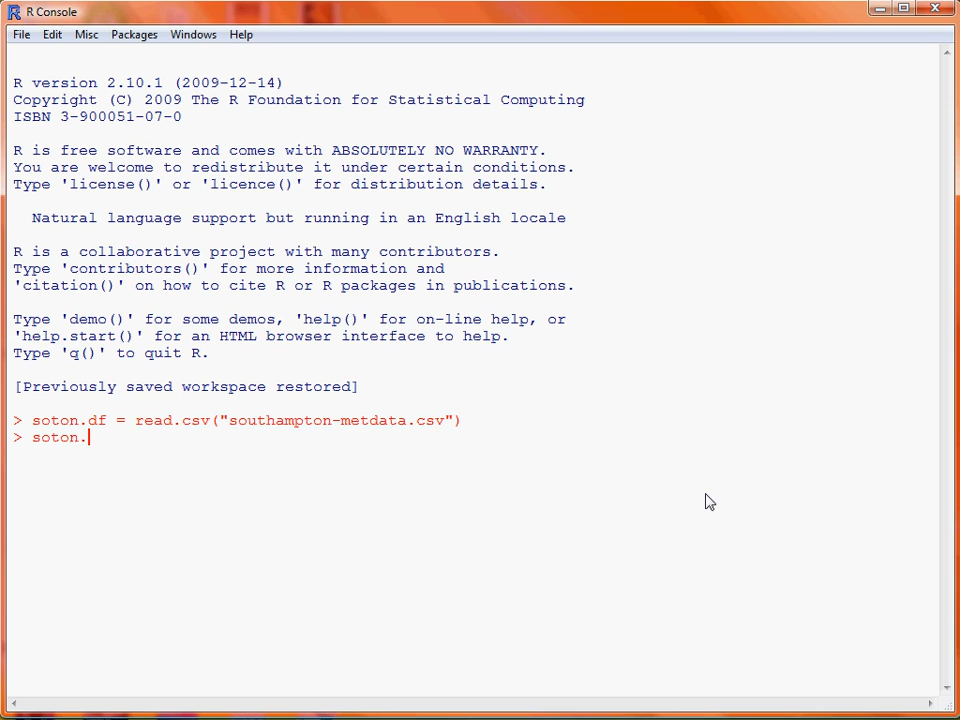 R Console
File Edit Misc Packages Windows Help
R version 2.10.1 (2009-12-14)
Copyright (C) 2009 The R Foundation for Statistical Computing
ISBN 3-900051-07-0
R is free software and comes with ABSOLUTELY NO WARRANTY.
You are welcome to redistribute it under certain conditions.
Type 'license()' or 'licence()' for distribution details.
Natural language support but running in an English locale
R is a collaborative project with many contributors.
Type 'contributors()' for more information and
'citation()' on how to cite R or R packages in publications.
Type 'demo()' for some demos, 'help()' for on-line help, or
'help.start()' for an HTML browser interface to help.
Type 'q()' to quit R.
[Previously saved workspace restored]
> soton.df = read.csv("southampton-metdata.csv")
> soton.